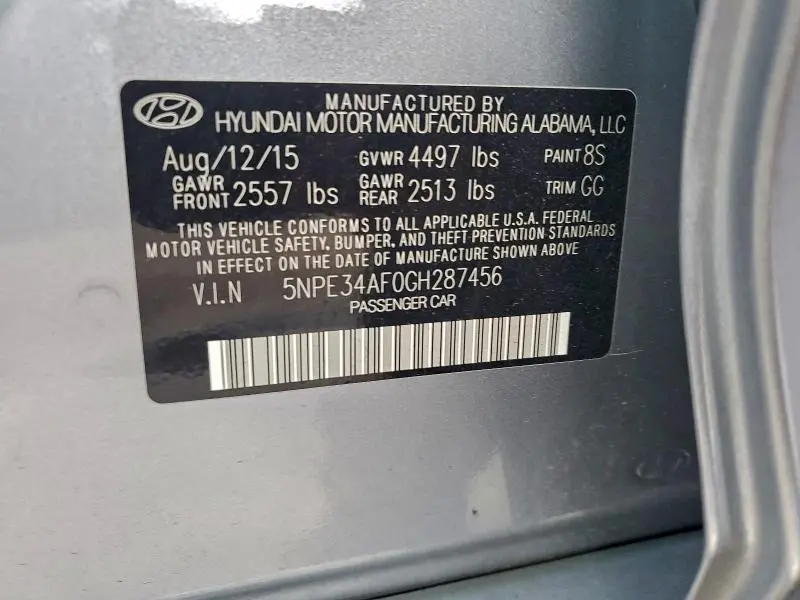 MANUFACTURED BY
HYUNDAI MOTOR MANUFACTURING ALABAMA, LLC
Aug/12/15 GVWR 4497 lbs PAINT 8S
GAWR FRONT 2557 lbs GAWR REAR 2513 lbs TRIM GG
THIS VEHICLE CONFORMS TO ALL APPLICABLE U.S.A. FEDERAL
MOTOR VEHICLE SAFETY, BUMPER, AND THEFT PREVENTION STANDARDS
IN EFFECT ON THE DATE OF MANUFACTURE SHOWN ABOVE
V.I.N 5NPE34AF0GH287456
PASSENGER CAR